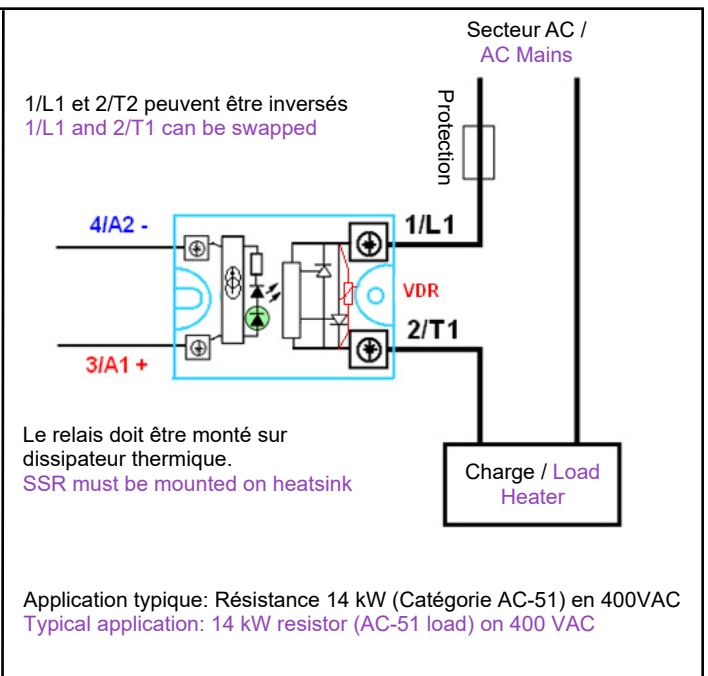 Secteur AC /
AC Mains
1/L1 et 2/T2 peuvent être inversés
1/L1 and 2/T1 can be swapped
Protection
4/A2 -
1/L1
VDR
2/T1
3/A1 +
Le relais doit être monté sur
dissipateur thermique.
SSR must be mounted on heatsink
Charge / Load
Heater
Application typique: Résistance 14 kW (Catégorie AC-51) en 400VAC
Typical application: 14 kW resistor (AC-51 load) on 400 VAC